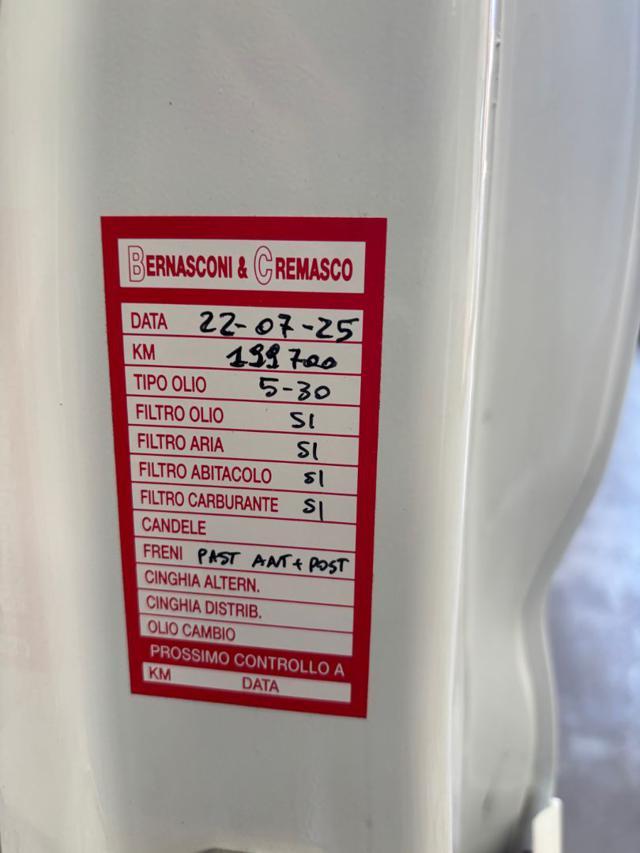 BERNASCONI & CREMASCO
DATA 22-07-25
KM 199700
TIPO OLIO 5-30
FILTRO OLIO SI
FILTRO ARIA SI
FILTRO ABITACOLO SI
FILTRO CARBURANTE SI
CANDELE
FRENI PAST ANT + POST
CINGHIA ALTERN.
CINGHIA DISTRIB.
OLIO CAMBIO
PROSSIMO CONTROLLO A
KM DATA